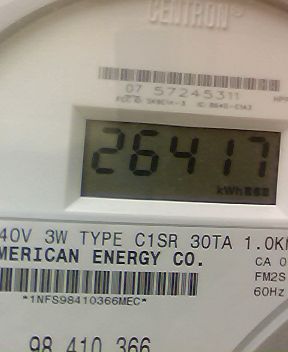 CENTRON®
07 57245311
26417
kWh
40V 3W TYPE C1SR 30TA 1.0K
MERICAN ENERGY CO.
CA 0
FM2S
60Hz
*1NFS98410366MEC*
98 410 366